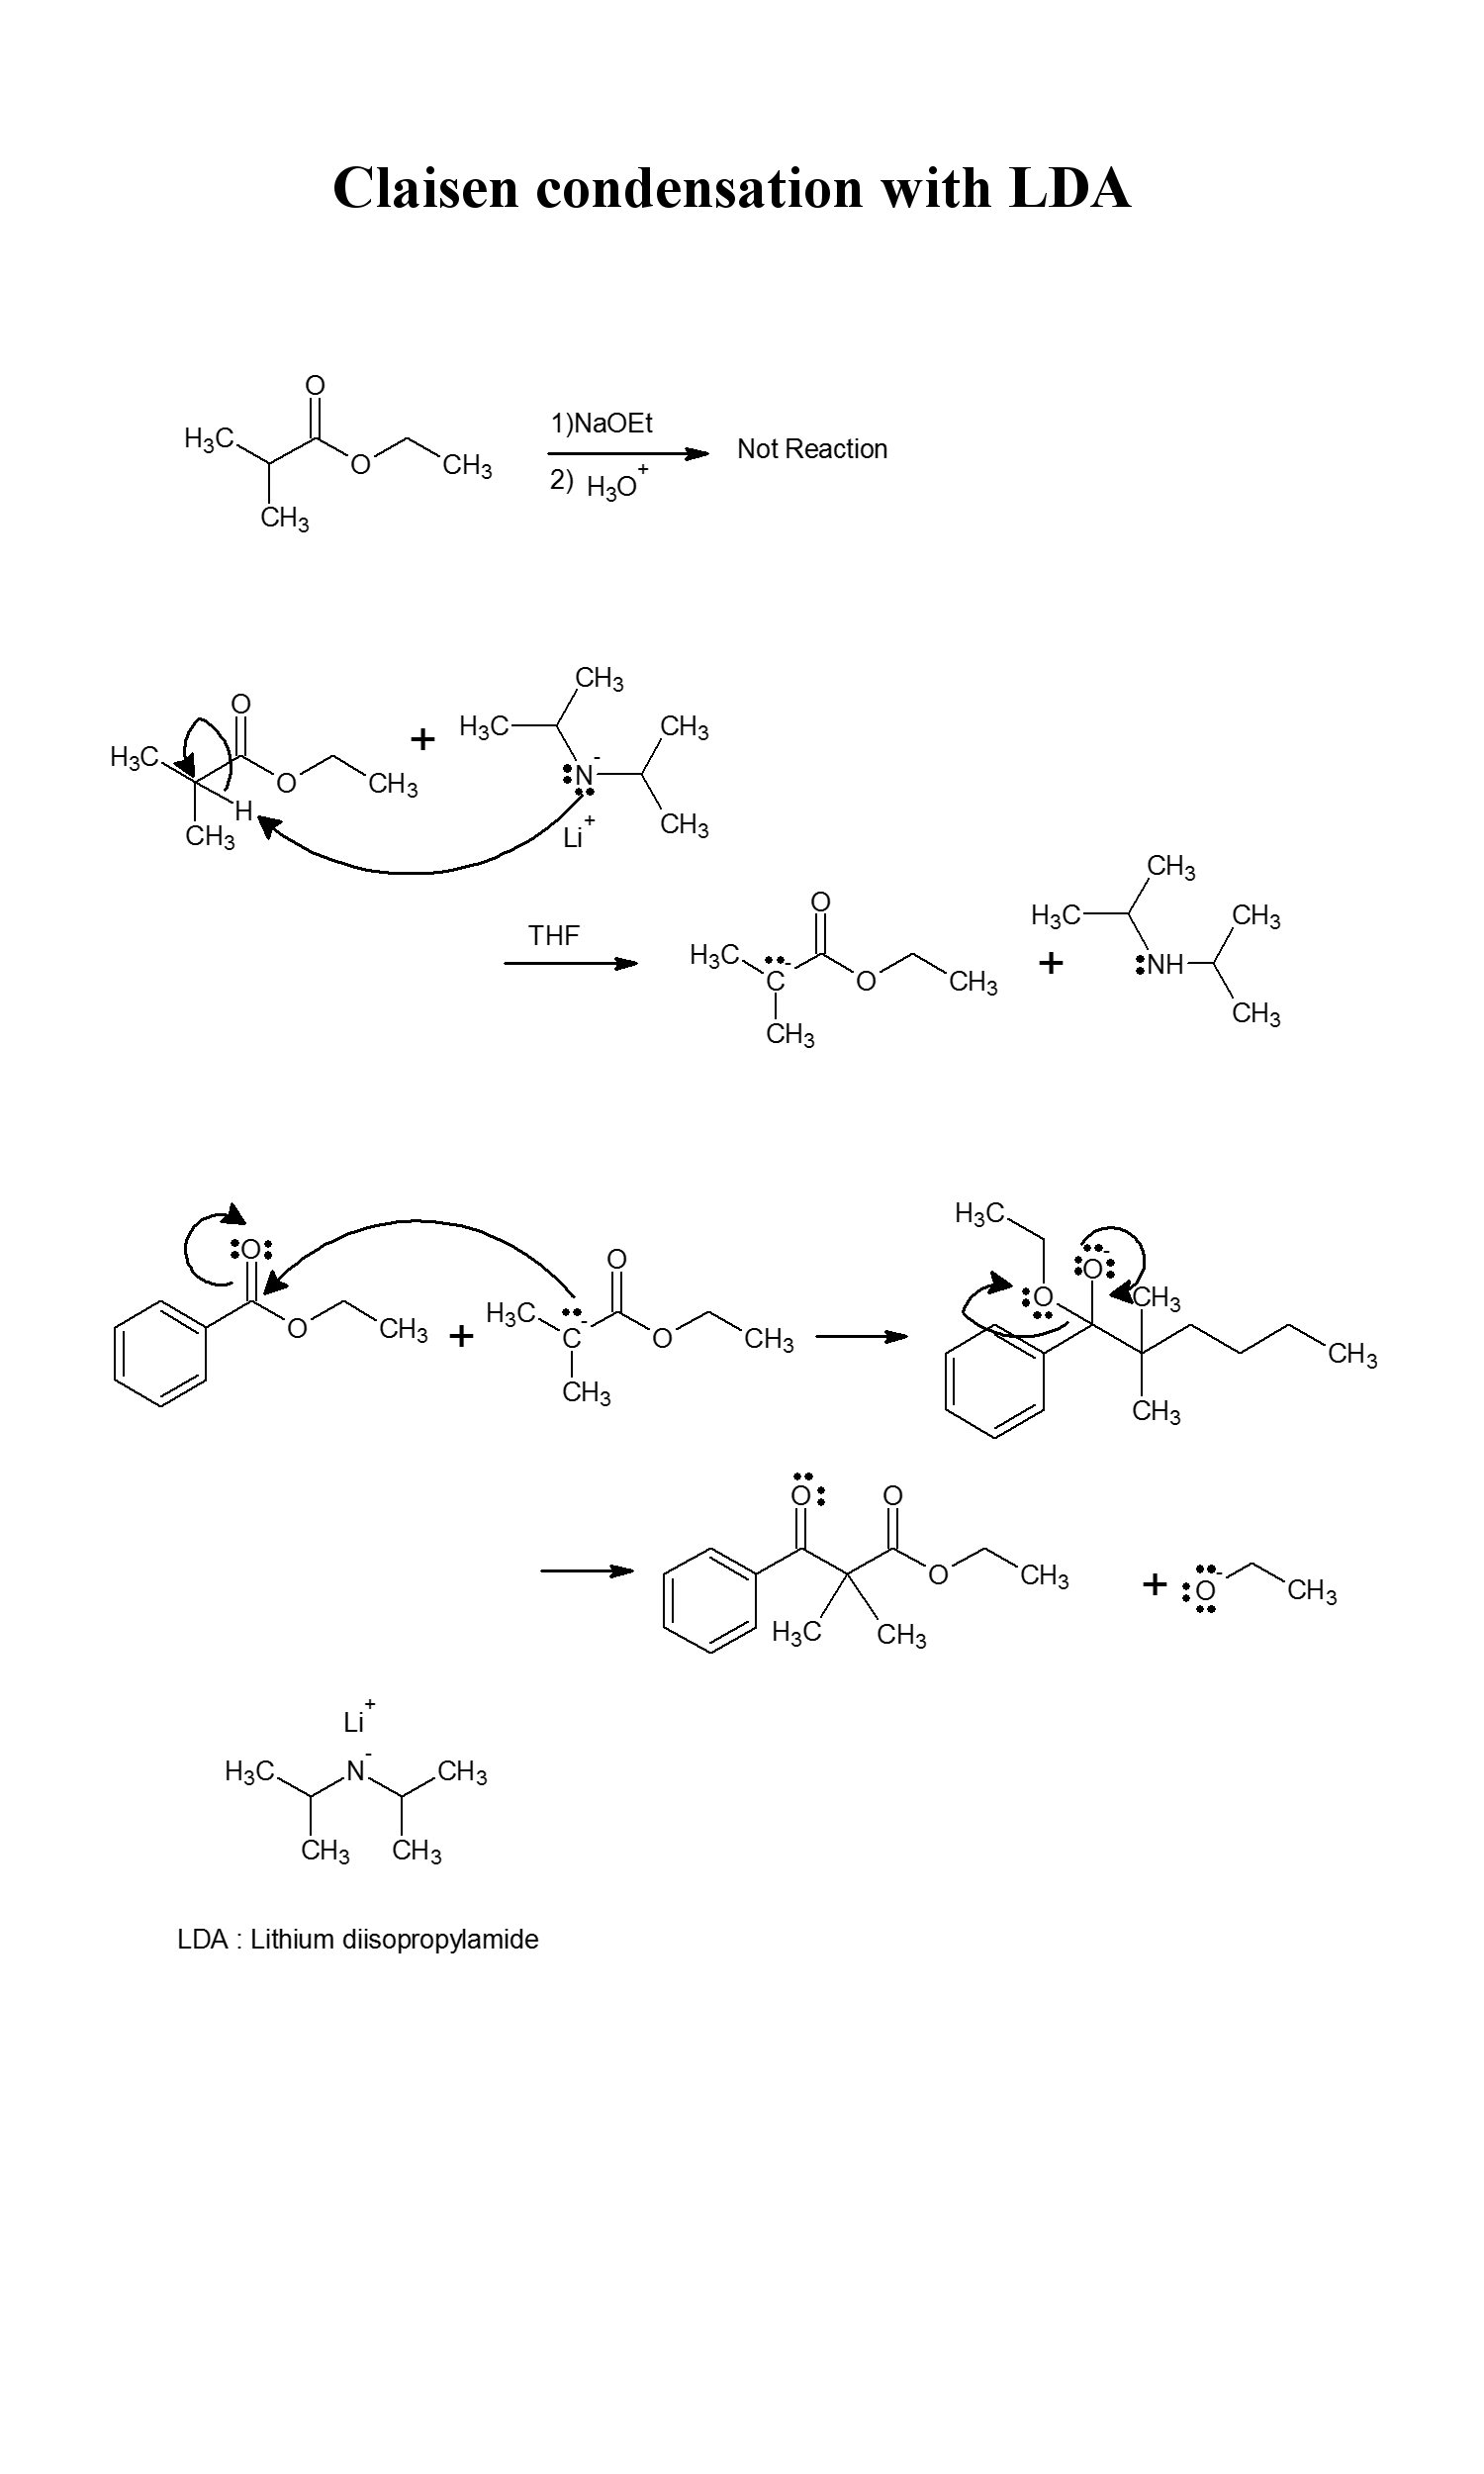 Claisen condensation with LDA
O
H₃C
O
CH₃
CH₃
1)NaOEt
2) H₃O⁺
Not Reaction
O
H₃C
O
CH₃
H
CH₃
+
CH₃
H₃C
CH₃
N⁻
Li⁺
CH₃
THF
O
H₃C
C⁻
O
CH₃
CH₃
+
CH₃
H₃C
CH₃
NH
CH₃
O
O
CH₃
+
O
H₃C
C⁻
O
CH₃
CH₃
H₃C
O
O⁻
CH₃
CH₃
CH₃
O
O
O
CH₃
H₃C
CH₃
+
O⁻
CH₃
Li⁺
H₃C
N⁻
CH₃
CH₃
CH₃
LDA : Lithium diisopropylamide